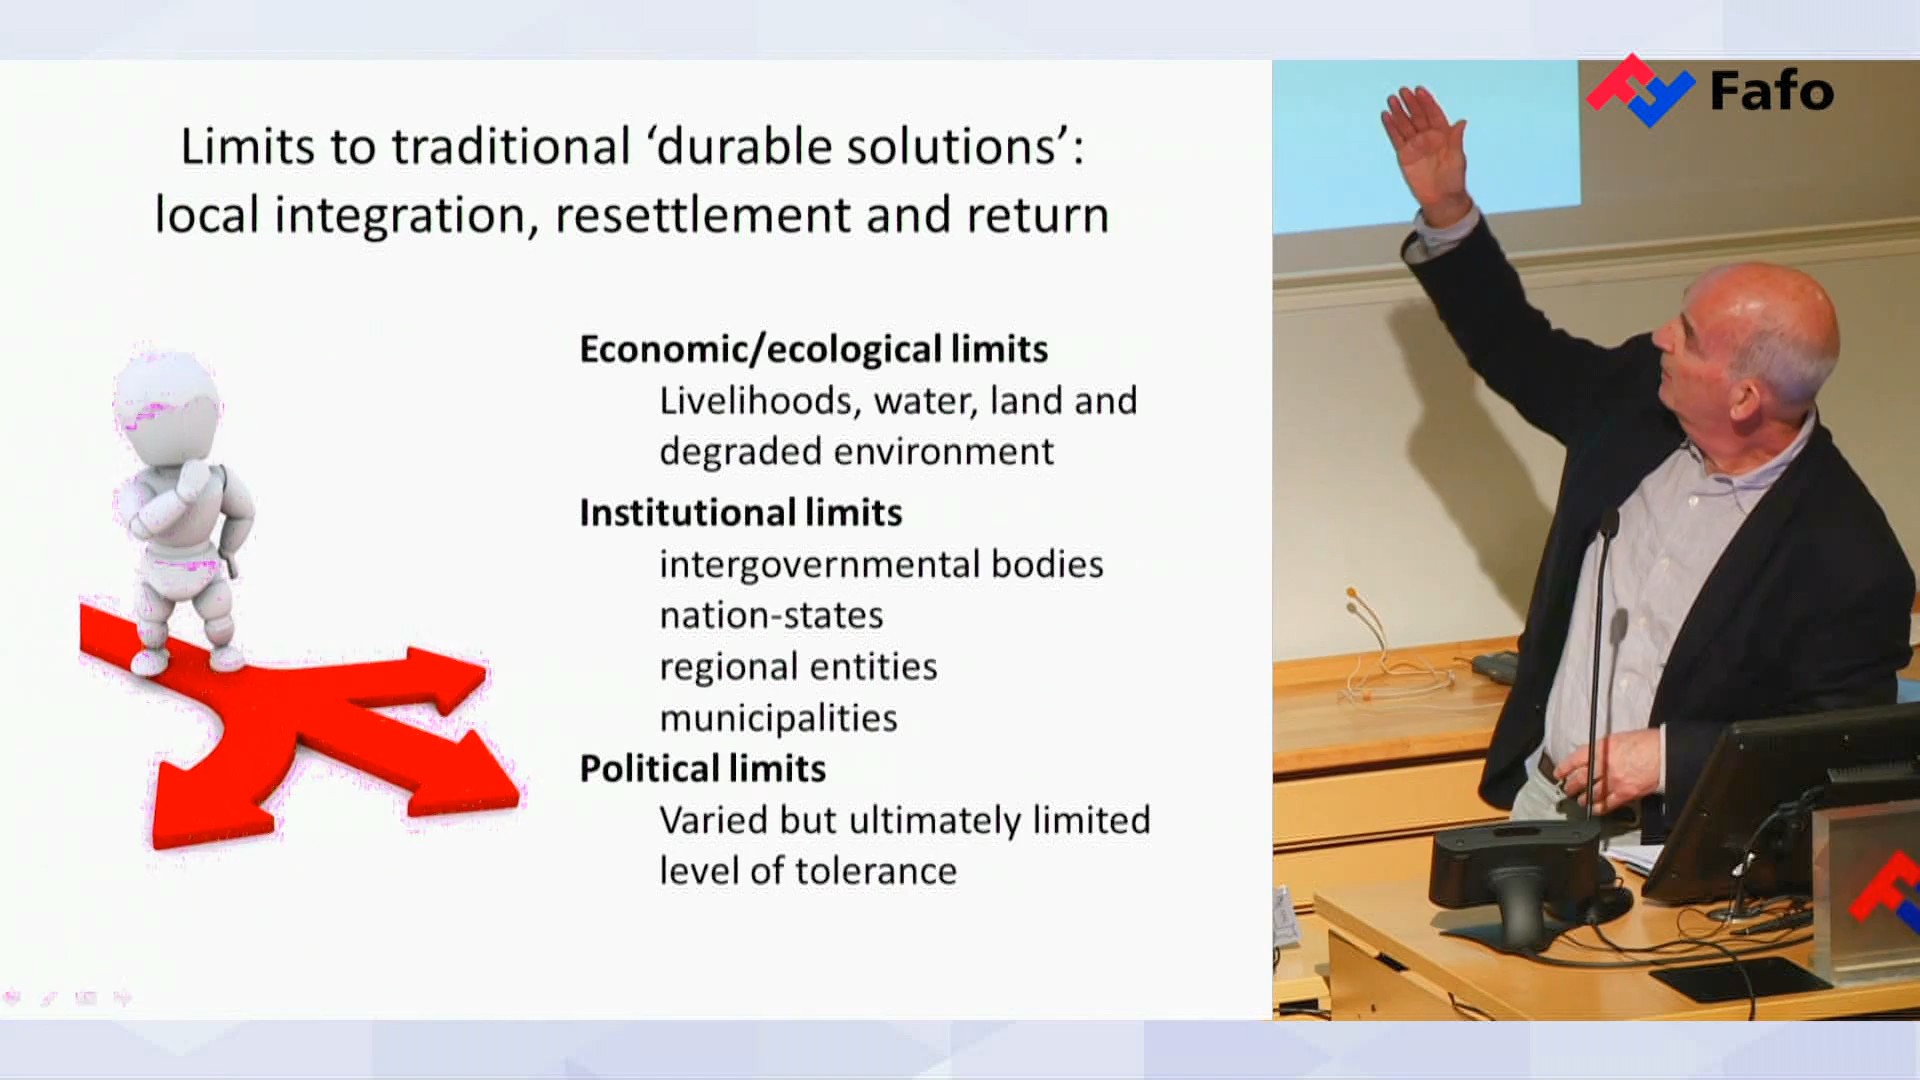 Fafo
Limits to traditional ‘durable solutions’:
local integration, resettlement and return
Economic/ecological limits
Livelihoods, water, land and
degraded environment
Institutional limits
intergovernmental bodies
nation-states
regional entities
municipalities
Political limits
Varied but ultimately limited
level of tolerance